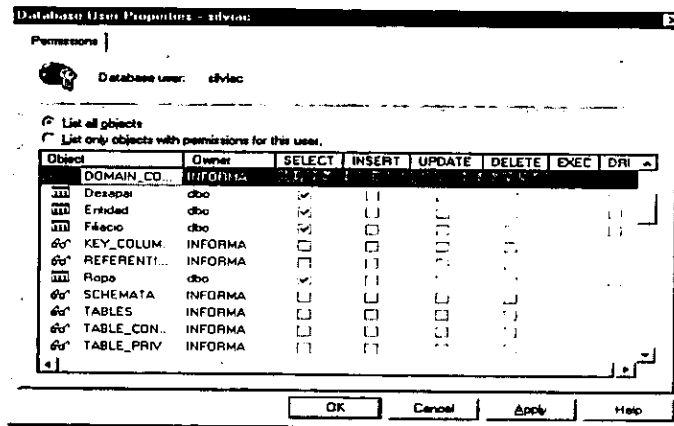 Database User Properties - silviac
Permissions
Database user: silviac
List all objects
List only objects with permissions for this user.
Object Owner SELECT INSERT UPDATE DELETE EXEC DRI
DOMAIN_CO... INFORMA
Desapai dbo
Entidad dbo
dbo
KEY_COLUM. INFORMA
REFERENTI... INFORMA
Ropa dbo
SCHEMATA INFORMA
TABLES INFORMA
TABLE_CON.. INFORMA
TABLE_PRIV INFORMA
OK Cancel Apply Help